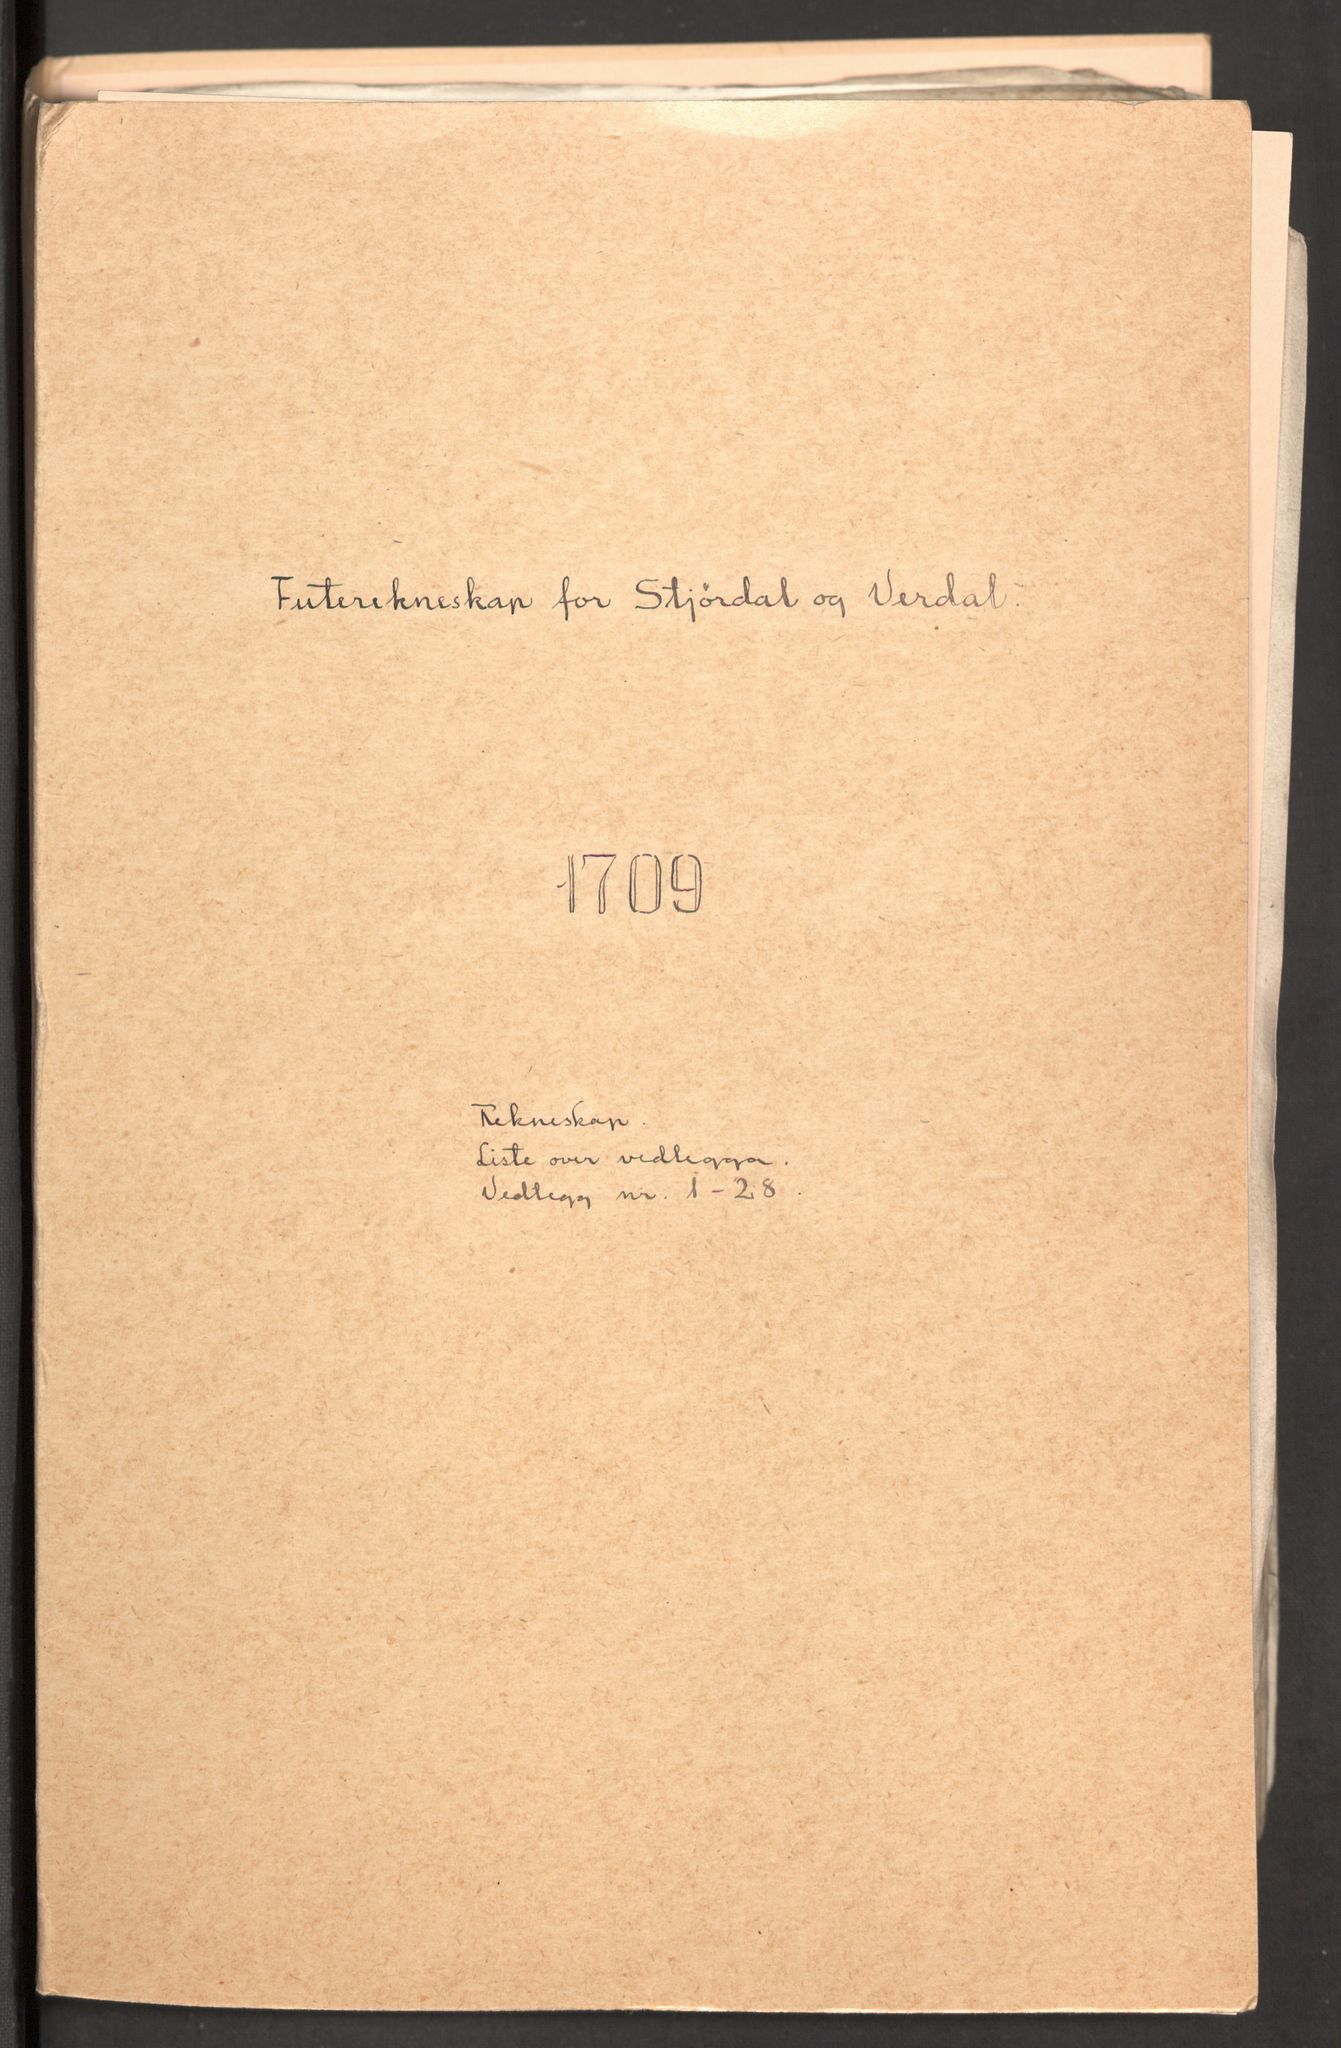 Futerekneskap for Stjördal og Verdal.
1709
Rekneskap.
Liste over vedlegga.
Vedlegg nr. 1-28.